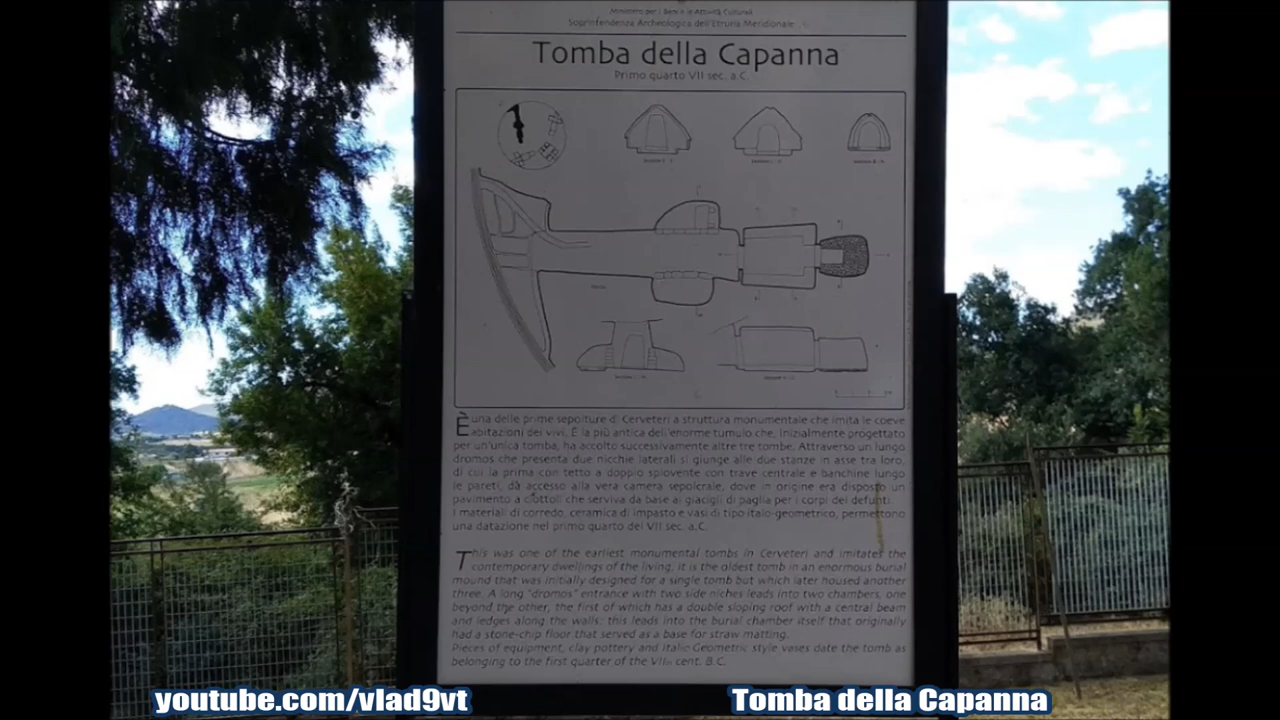 Ministero per i Beni e le Attività Culturali
Soprintendenza Archeologica dell'Etruria Meridionale
Tomba della Capanna
Primo quarto VII sec. a.C.
È una delle prime sepolture di Cerveteri a struttura monumentale che imita le coeve
abitazioni dei vivi. È la più antica dell'enorme tumulo che, inizialmente progettato
per un'unica tomba, ha accolto successivamente altre tre tombe. Attraverso un lungo
dromos che presenta due nicchie laterali si giunge alle due stanze in asse tra loro,
di cui la prima con tetto a doppio spiovente con trave centrale e banchine lungo
le pareti, dà accesso alla vera camera sepolcrale, dove in origine era disposto un
pavimento a ciottoli che serviva da base ai giacigli di paglia per i corpi dei defunti.
I materiali di corredo, ceramica di impasto e vasi di tipo italo-geometrico, permettono
una datazione nel primo quarto del VII sec. a.C.
This was one of the earliest monumental tombs in Cerveteri and imitates the
contemporary dwellings of the living. it is the oldest tomb in an enormous burial
mound that was initially designed for a single tomb but which later housed another
three. A long "dromos" entrance with two side niches leads into two chambers, one
beyond the other, the first of which has a double sloping roof with a central beam
and ledges along the walls; this leads into the burial chamber itself that originally
had a stone-chip floor that served as a base for straw matting.
Pieces of equipment, clay pottery and Italic Geometric style vases date the tomb as
belonging to the first quarter of the VIIth cent. B.C.
youtube.com/vlad9vt
Tomba della Capanna